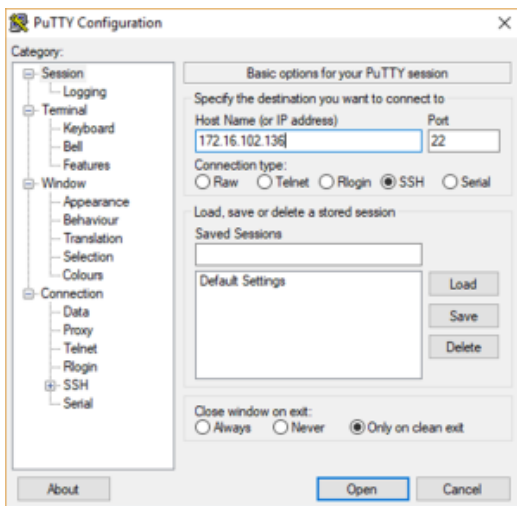 PuTTY Configuration
Category:
Session
Logging
Terminal
Keyboard
Bell
Features
Window
Appearance
Behaviour
Translation
Selection
Colours
Connection
Data
Proxy
Telnet
Rlogin
SSH
Serial
Basic options for your PuTTY session
Specify the destination you want to connect to
Host Name (or IP address) Port
172.16.102.136 22
Connection type:
Raw Telnet Rlogin SSH Serial
Load, save or delete a stored session
Saved Sessions
Default Settings
Load
Save
Delete
Close window on exit:
Always Never Only on clean exit
About Open Cancel